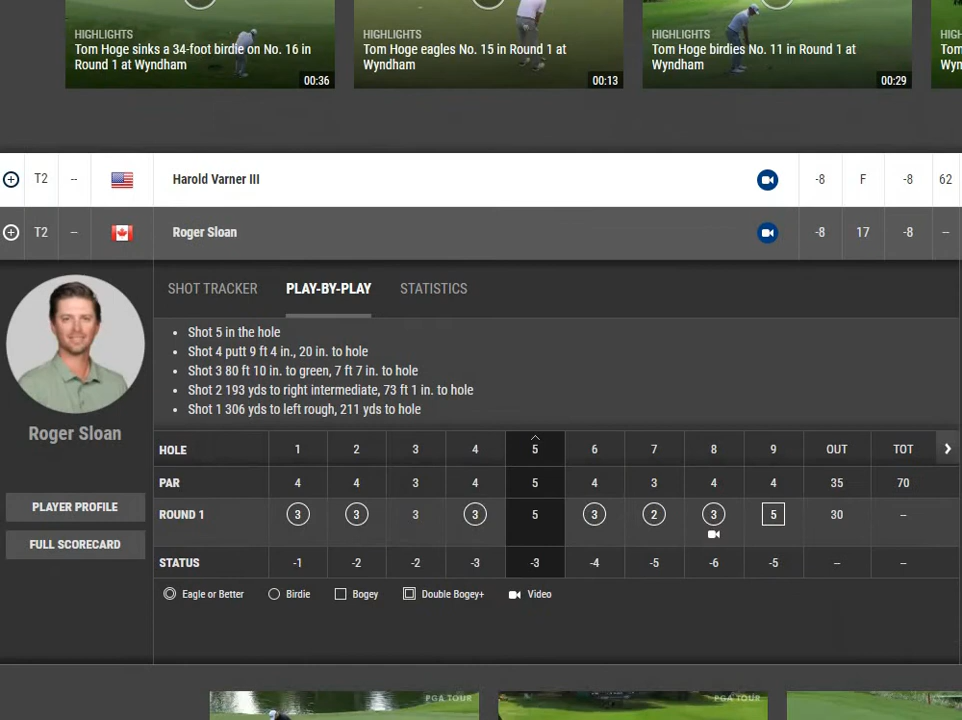 HIGHLIGHTS
Tom Hoge sinks a 34-foot birdie on No. 16 in
Round 1 at Wyndham
00:36
HIGHLIGHTS
Tom Hoge eagles No. 15 in Round 1 at
Wyndham
00:13
HIGHLIGHTS
Tom Hoge birdies No. 11 in Round 1 at
Wyndham
00:29
T2 -- Harold Varner III -8 F -8 62
T2 -- Roger Sloan -8 17 -8 --
SHOT TRACKER PLAY-BY-PLAY STATISTICS
• Shot 5 in the hole
• Shot 4 putt 9 ft 4 in., 20 in. to hole
• Shot 3 80 ft 10 in. to green, 7 ft 7 in. to hole
• Shot 2 193 yds to right intermediate, 73 ft 1 in. to hole
• Shot 1 306 yds to left rough, 211 yds to hole
Roger Sloan
PLAYER PROFILE
FULL SCORECARD
HOLE 1 2 3 4 5 6 7 8 9 OUT TOT
PAR 4 4 3 4 5 4 3 4 4 35 70
ROUND 1 3 3 3 3 5 3 2 3 5 30 --
STATUS -1 -2 -2 -3 -3 -4 -5 -6 -5 -- --
Eagle or Better Birdie Bogey Double Bogey+ Video
PGA TOUR
PGA TOUR